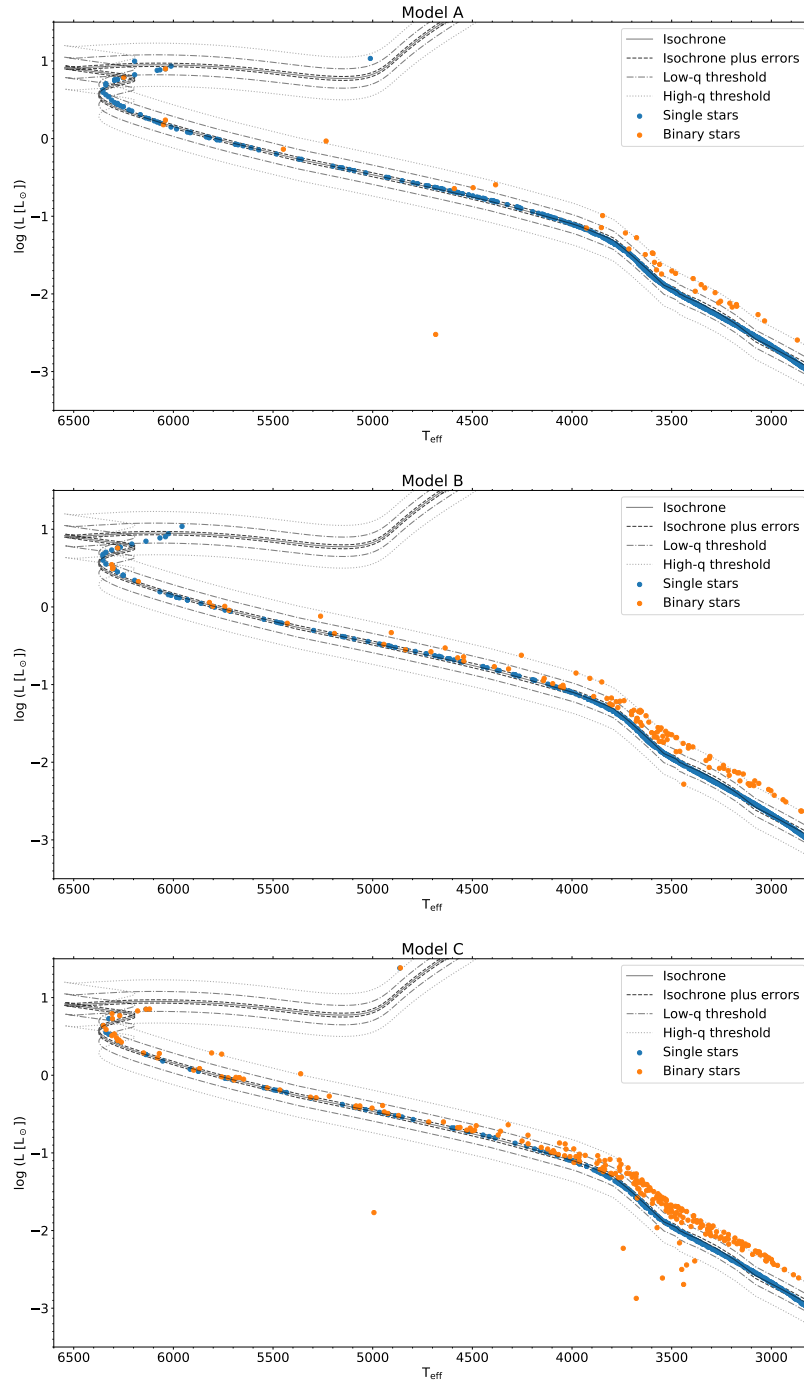 Model A
Isochrone
Isochrone plus errors
Low-q threshold
High-q threshold
Single stars
Binary stars
1
0
−1
−2
−3
log (L [L⊙])
6500 6000 5500 5000 4500 4000 3500 3000
Teff
Model B
Isochrone
Isochrone plus errors
Low-q threshold
High-q threshold
Single stars
Binary stars
1
0
−1
−2
−3
log (L [L⊙])
6500 6000 5500 5000 4500 4000 3500 3000
Teff
Model C
Isochrone
Isochrone plus errors
Low-q threshold
High-q threshold
Single stars
Binary stars
1
0
−1
−2
−3
log (L [L⊙])
6500 6000 5500 5000 4500 4000 3500 3000
Teff